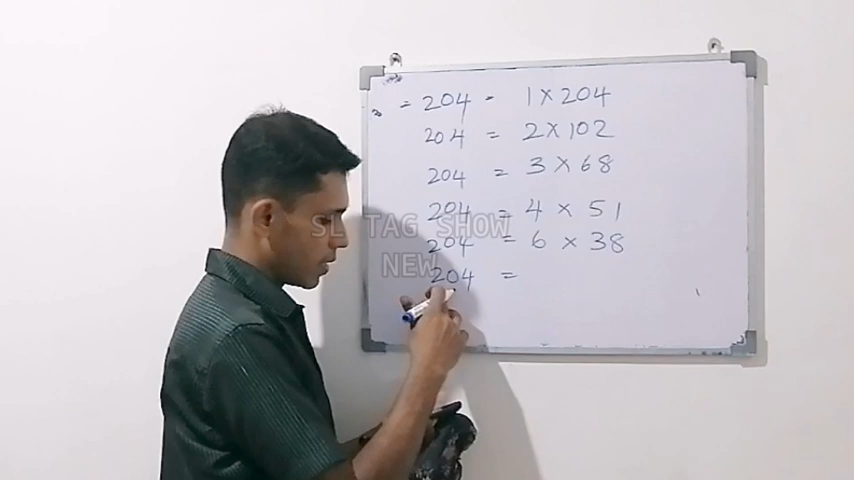 = 204 = 1 × 204
204 = 2 × 102
204 = 3 × 68
204 = 4 × 51
204 = 6 × 38
204 =
SL TAG SHOW
NEW